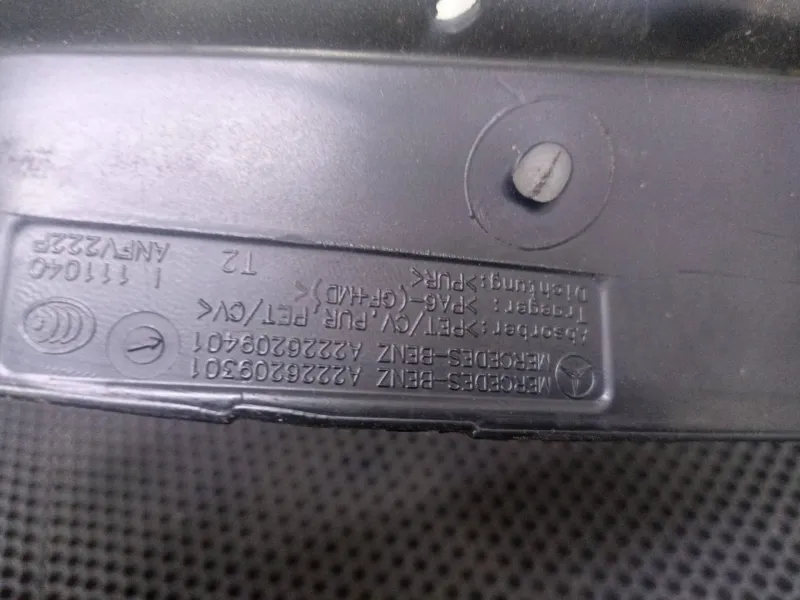 MERCEDES-BENZ A2226209301
MERCEDES-BENZ A2226209401
Absorber:>PET/CV,PUR,PET/CV<
Traeger: >PA6-(GF+MD)<
Dichtung:>PUR<
T2
I 111040
ANFV222P
CCC